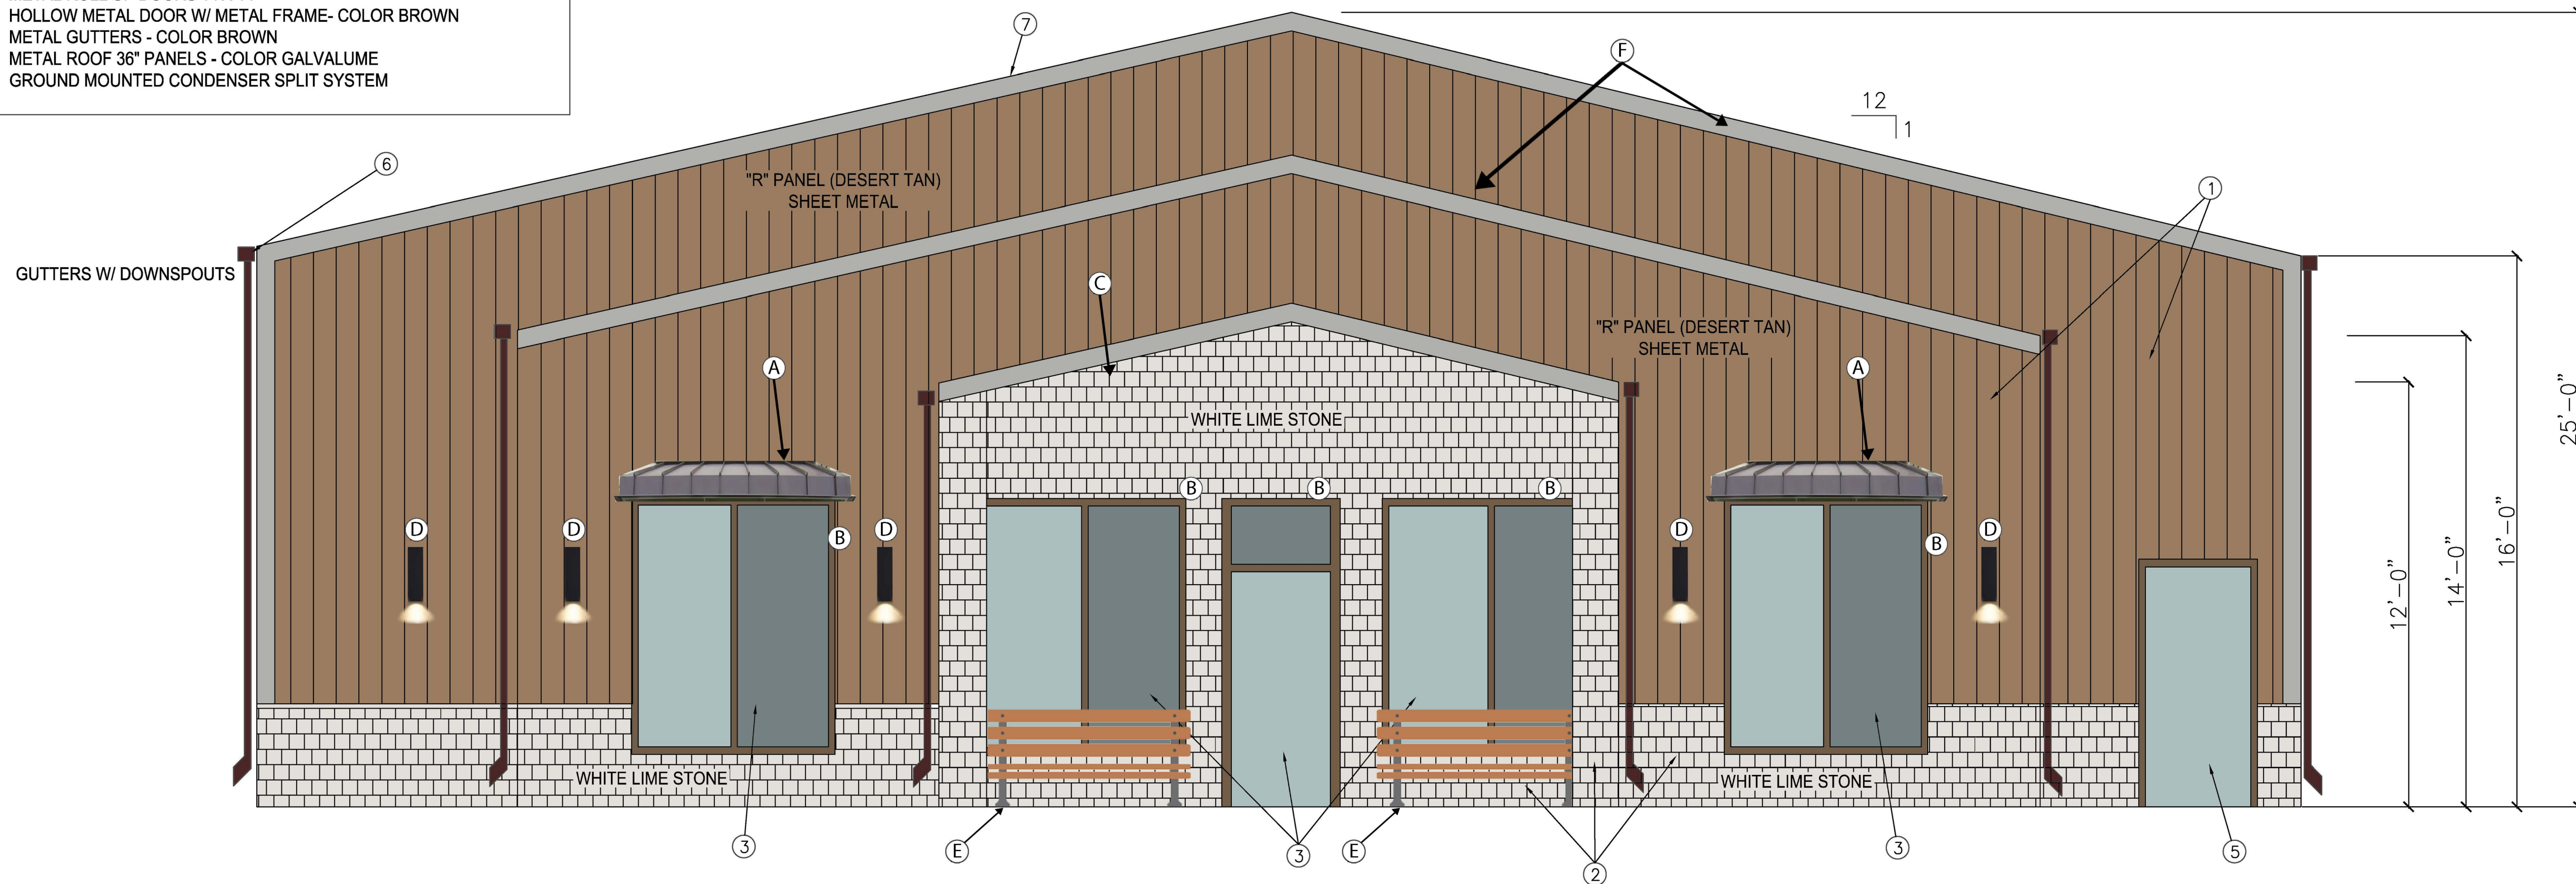 HOLLOW METAL DOOR W/ METAL FRAME- COLOR BROWN
METAL GUTTERS - COLOR BROWN
METAL ROOF 36" PANELS - COLOR GALVALUME
GROUND MOUNTED CONDENSER SPLIT SYSTEM
7
F
12
1
6
"R" PANEL (DESERT TAN)
SHEET METAL
1
GUTTERS W/ DOWNSPOUTS
C
"R" PANEL (DESERT TAN)
SHEET METAL
A
A
WHITE LIME STONE
25'-0"
B
B
B
16'-0"
D
D
B
D
D
B
D
14'-0"
12'-0"
WHITE LIME STONE
WHITE LIME STONE
3
E
3
E
2
3
5